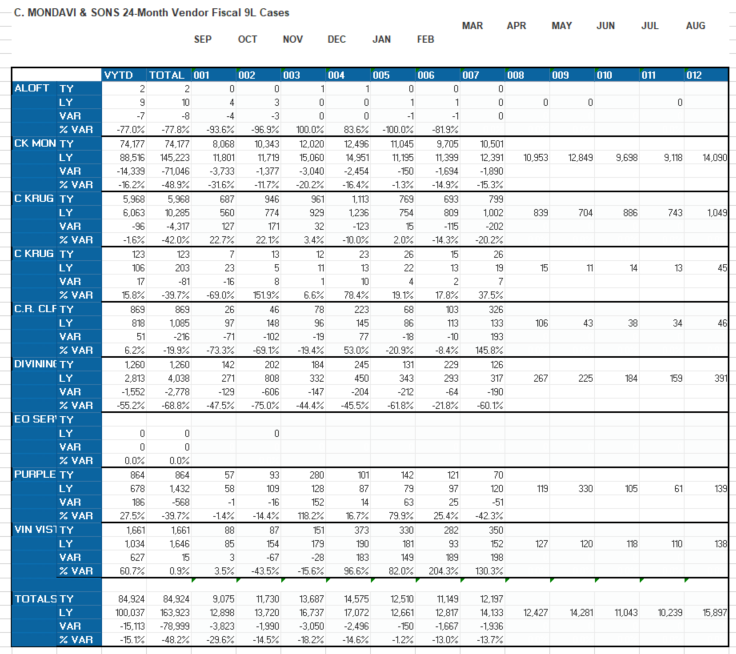 C. MONDAVI & SONS 24-Month Vendor Fiscal 9L Cases
MAR APR MAY JUN JUL AUG
SEP OCT NOV DEC JAN FEB
VYTD TOTAL 001 002 003 004 005 006 007 008 009 010 011 012
ALOFT TY 2 2 0 0 1 1 0 0 0
LY 9 10 4 3 0 0 1 1 0 0 0 0
VAR -7 -8 -4 -3 0 0 -1 -1 0
% VAR -77.0% -77.8% -93.6% -96.9% 100.0% 83.6% -100.0% -81.9%
CK MON TY 74,177 74,177 8,068 10,343 12,020 12,496 11,045 9,705 10,501
LY 88,516 145,223 11,801 11,719 15,060 14,951 11,195 11,399 12,391 10,953 12,849 9,698 9,118 14,090
VAR -14,339 -71,046 -3,733 -1,377 -3,040 -2,454 -150 -1,694 -1,890
% VAR -16.2% -48.9% -31.6% -11.7% -20.2% -16.4% -1.3% -14.9% -15.3%
C KRUG TY 5,968 5,968 687 946 961 1,113 769 693 799
LY 6,063 10,285 560 774 929 1,236 754 809 1,002 839 704 886 743 1,049
VAR -96 -4,317 127 171 32 -123 15 -115 -202
% VAR -1.6% -42.0% 22.7% 22.1% 3.4% -10.0% 2.0% -14.3% -20.2%
C KRUG TY 123 123 7 13 12 23 26 15 26
LY 106 203 23 5 11 13 22 13 19 15 11 14 13 45
VAR 17 -81 -16 8 1 10 4 2 7
% VAR 15.8% -39.7% -69.0% 151.9% 6.6% 78.4% 19.1% 17.8% 37.5%
C.R. CLF TY 869 869 26 46 78 223 68 103 326
LY 818 1,085 97 148 96 145 86 113 133 106 43 38 34 46
VAR 51 -216 -71 -102 -19 77 -18 -10 193
% VAR 6.2% -19.9% -73.3% -69.1% -19.4% 53.0% -20.9% -8.4% 145.8%
DIVININ TY 1,260 1,260 142 202 184 245 131 229 126
LY 2,813 4,038 271 808 332 450 343 293 317 267 225 184 159 391
VAR -1,552 -2,778 -129 -606 -147 -204 -212 -64 -190
% VAR -55.2% -68.8% -47.5% -75.0% -44.4% -45.5% -61.8% -21.8% -60.1%
EO SER' TY
LY 0 0 0
VAR 0 0
% VAR 0.0% 0.0%
PURPLE TY 864 864 57 93 280 101 142 121 70
LY 678 1,432 58 109 128 87 79 97 120 119 330 105 61 139
VAR 186 -568 -1 -16 152 14 63 25 -51
% VAR 27.5% -39.7% -1.4% -14.4% 118.2% 16.7% 79.9% 25.4% -42.3%
VIN VIS TY 1,661 1,661 88 87 151 373 330 282 350
LY 1,034 1,646 85 154 179 190 181 93 152 127 120 118 110 138
VAR 627 15 3 -67 -28 183 149 189 198
% VAR 60.7% 0.9% 3.5% -43.5% -15.6% 96.6% 82.0% 204.3% 130.3%
TOTALS TY 84,924 84,924 9,075 11,730 13,687 14,575 12,510 11,149 12,197
LY 100,037 163,923 12,898 13,720 16,737 17,072 12,661 12,817 14,133 12,427 14,281 11,043 10,239 15,897
VAR -15,113 -78,999 -3,823 -1,990 -3,050 -2,496 -150 -1,667 -1,936
% VAR -15.1% -48.2% -29.6% -14.5% -18.2% -14.6% -1.2% -13.0% -13.7%